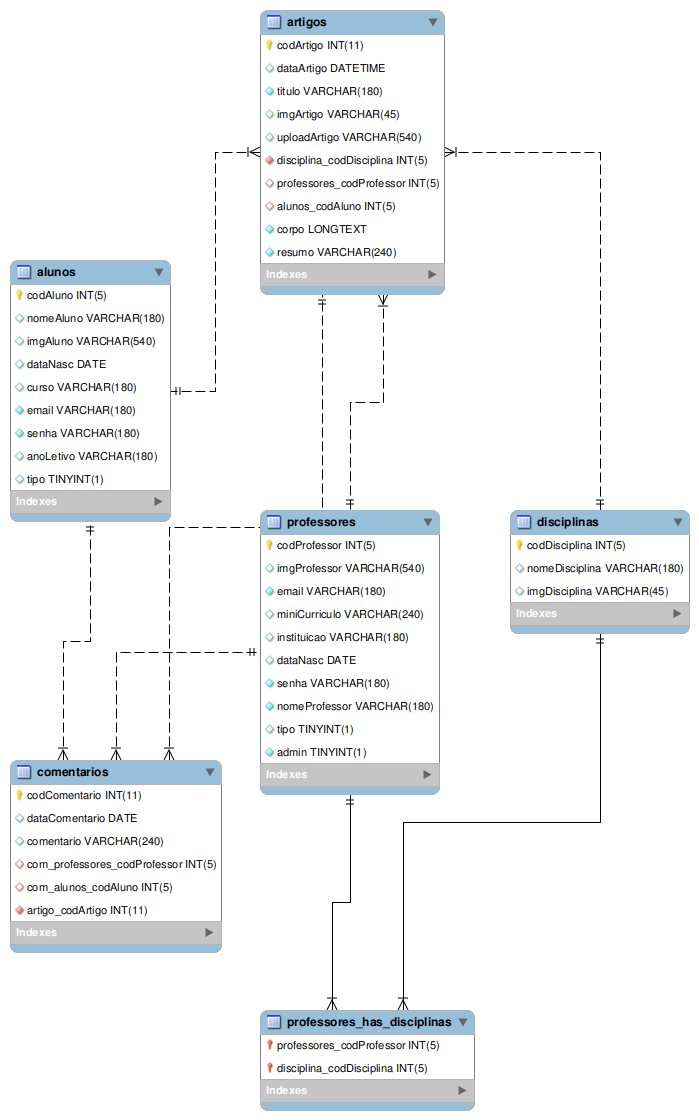 artigos
codArtigo INT(11)
dataArtigo DATETIME
titulo VARCHAR(180)
imgArtigo VARCHAR(45)
uploadArtigo VARCHAR(540)
disciplina_codDisciplina INT(5)
professores_codProfessor INT(5)
alunos_codAluno INT(5)
corpo LONGTEXT
resumo VARCHAR(240)
Indexes
alunos
codAluno INT(5)
nomeAluno VARCHAR(180)
imgAluno VARCHAR(540)
dataNasc DATE
curso VARCHAR(180)
email VARCHAR(180)
senha VARCHAR(180)
anoLetivo VARCHAR(180)
tipo TINYINT(1)
Indexes
professores
codProfessor INT(5)
imgProfessor VARCHAR(540)
email VARCHAR(180)
miniCurriculo VARCHAR(240)
instituicao VARCHAR(180)
dataNasc DATE
senha VARCHAR(180)
nomeProfessor VARCHAR(180)
tipo TINYINT(1)
admin TINYINT(1)
Indexes
disciplinas
codDisciplina INT(5)
nomeDisciplina VARCHAR(180)
imgDisciplina VARCHAR(45)
Indexes
comentarios
codComentario INT(11)
dataComentario DATE
comentario VARCHAR(240)
com_professores_codProfessor INT(5)
com_alunos_codAluno INT(5)
artigo_codArtigo INT(11)
Indexes
professores_has_disciplinas
professores_codProfessor INT(5)
disciplina_codDisciplina INT(5)
Indexes